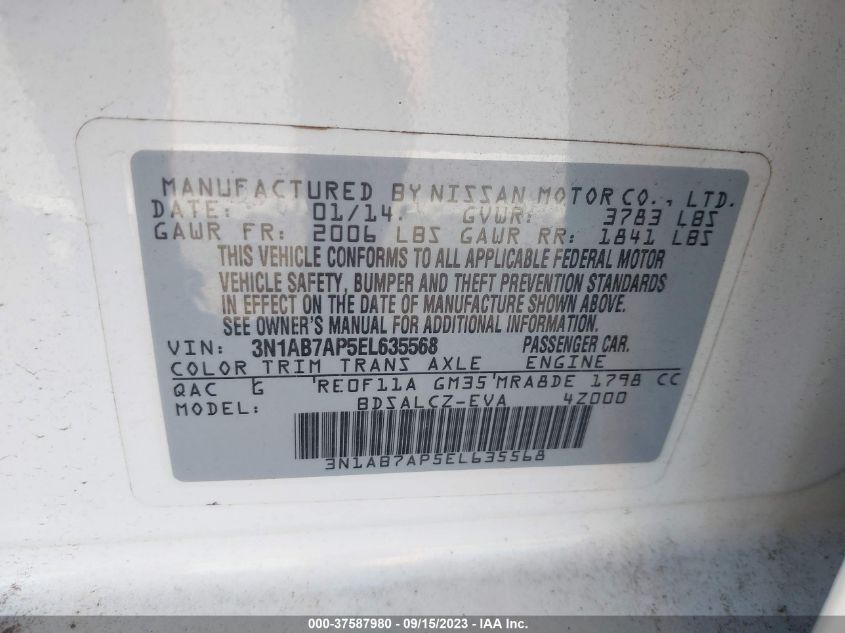 MANUFACTURED BY NISSAN MOTOR CO., LTD.
DATE: 01/14. GVWR: 3783 LBS
GAWR FR: 2006 LBS GAWR RR: 1841 LBS
THIS VEHICLE CONFORMS TO ALL APPLICABLE FEDERAL MOTOR
VEHICLE SAFETY, BUMPER AND THEFT PREVENTION STANDARDS
IN EFFECT ON THE DATE OF MANUFACTURE SHOWN ABOVE.
SEE OWNER'S MANUAL FOR ADDITIONAL INFORMATION.
VIN: 3N1AB7AP5EL635568 PASSENGER CAR.
COLOR TRIM TRANS AXLE ENGINE
QAC G RE0F11A GM35 MRA8DE 1798 CC
MODEL: BDSALCZ-EVA 4Z000
3N1AB7AP5EL635568
000-37587980 - 09/15/2023 - IAA, Inc.